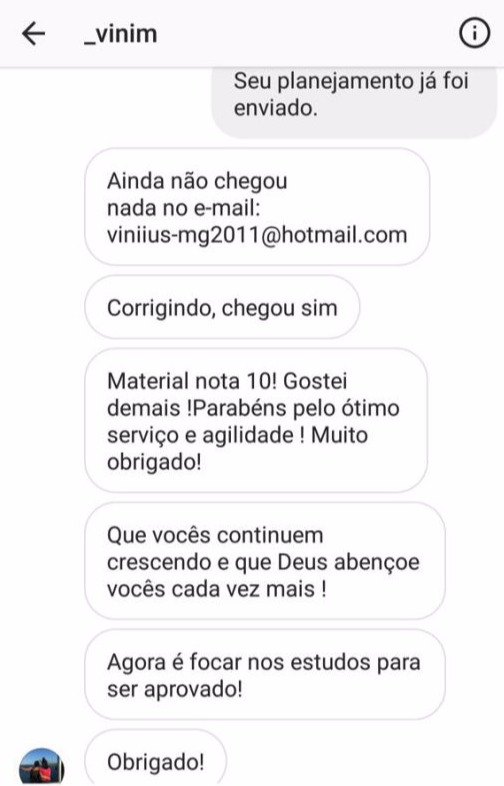 _vinim
Seu planejamento já foi
enviado.
Ainda não chegou
nada no e-mail:
viniius-mg2011@hotmail.com
Corrigindo, chegou sim
Material nota 10! Gostei
demais !Parabéns pelo ótimo
serviço e agilidade ! Muito
obrigado!
Que vocês continuem
crescendo e que Deus abençoe
vocês cada vez mais !
Agora é focar nos estudos para
ser aprovado!
Obrigado!